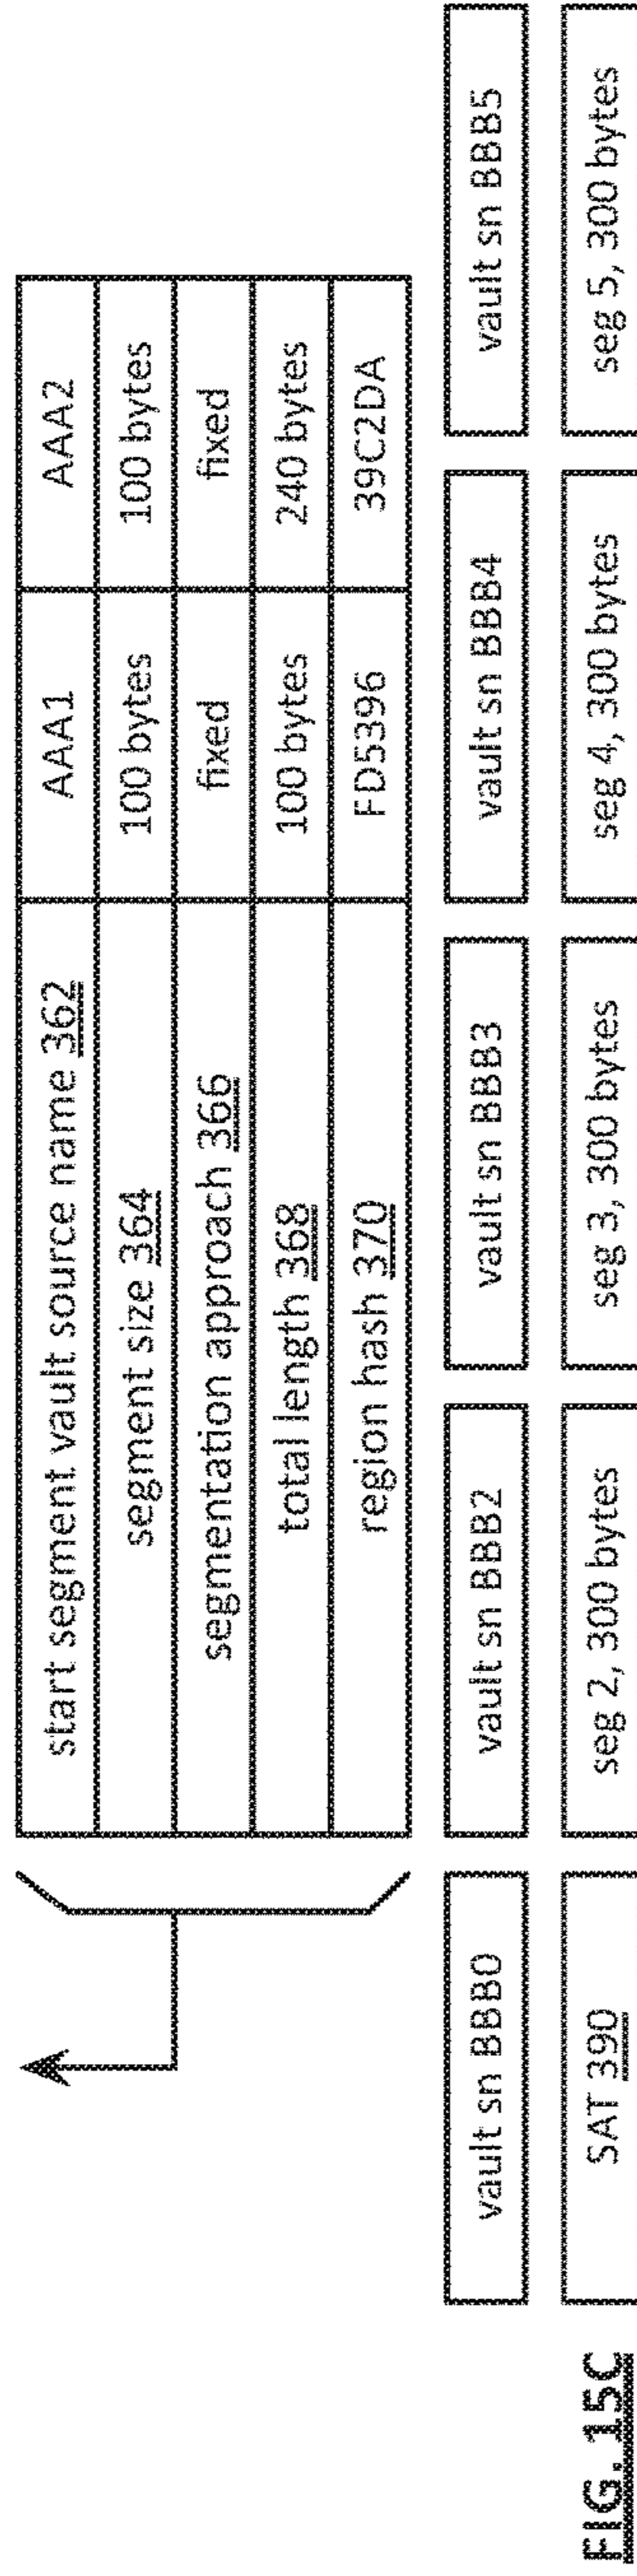 start segment vault source name 362 AAA1 AAA2
segment size 364 100 bytes 100 bytes
segmentation approach 366 fixed fixed
total length 368 100 bytes 240 bytes
region hash 370 FD5396 39C2DA
vault sn BBB0 vault sn BBB2 vault sn BBB3 vault sn BBB4 vault sn BBB5
SAT 390 seg 2, 300 bytes seg 3, 300 bytes seg 4, 300 bytes seg 5, 300 bytes
FIG. 15C